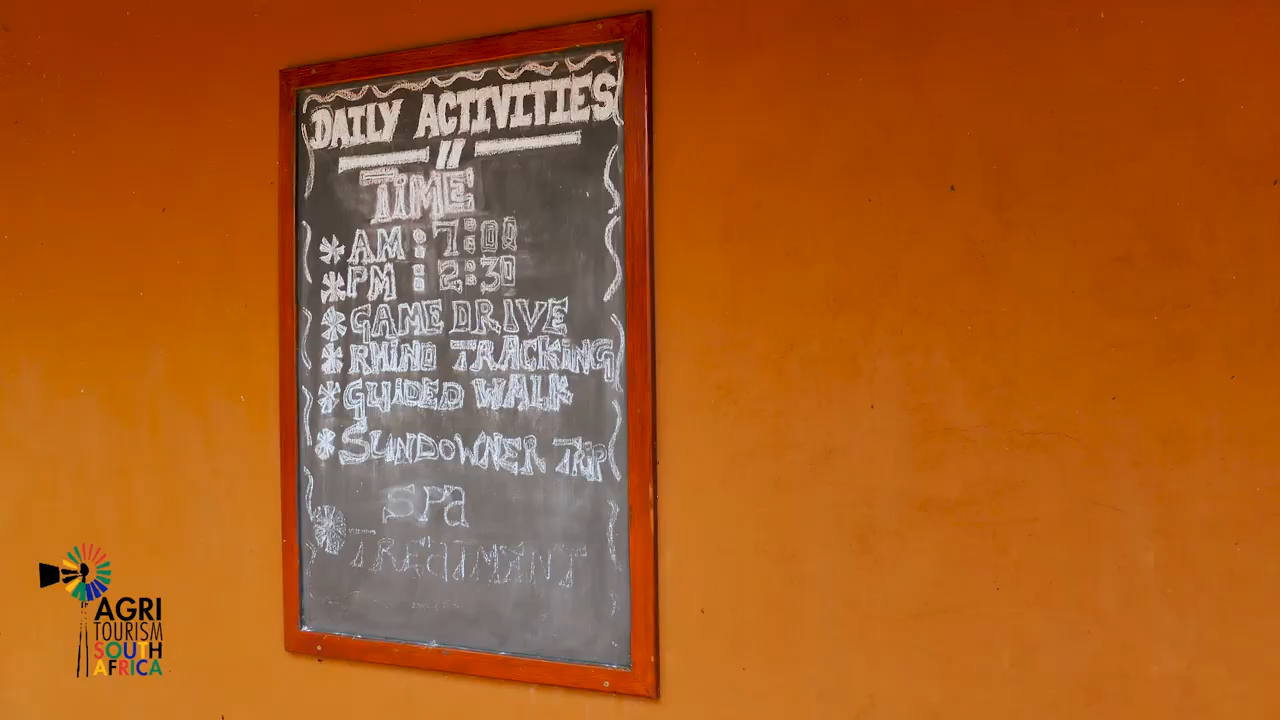 DAILY ACTIVITIES
TiME
* AM : 7:00
* PM : 2:30
* GAME DRIVE
* RHINO TRACKiNG
* GUIDED WALK
* SUNDOWNER TRIP
SPa
* TREaTMENT
AGRI
TOURISM
SOUTH
AFRICA